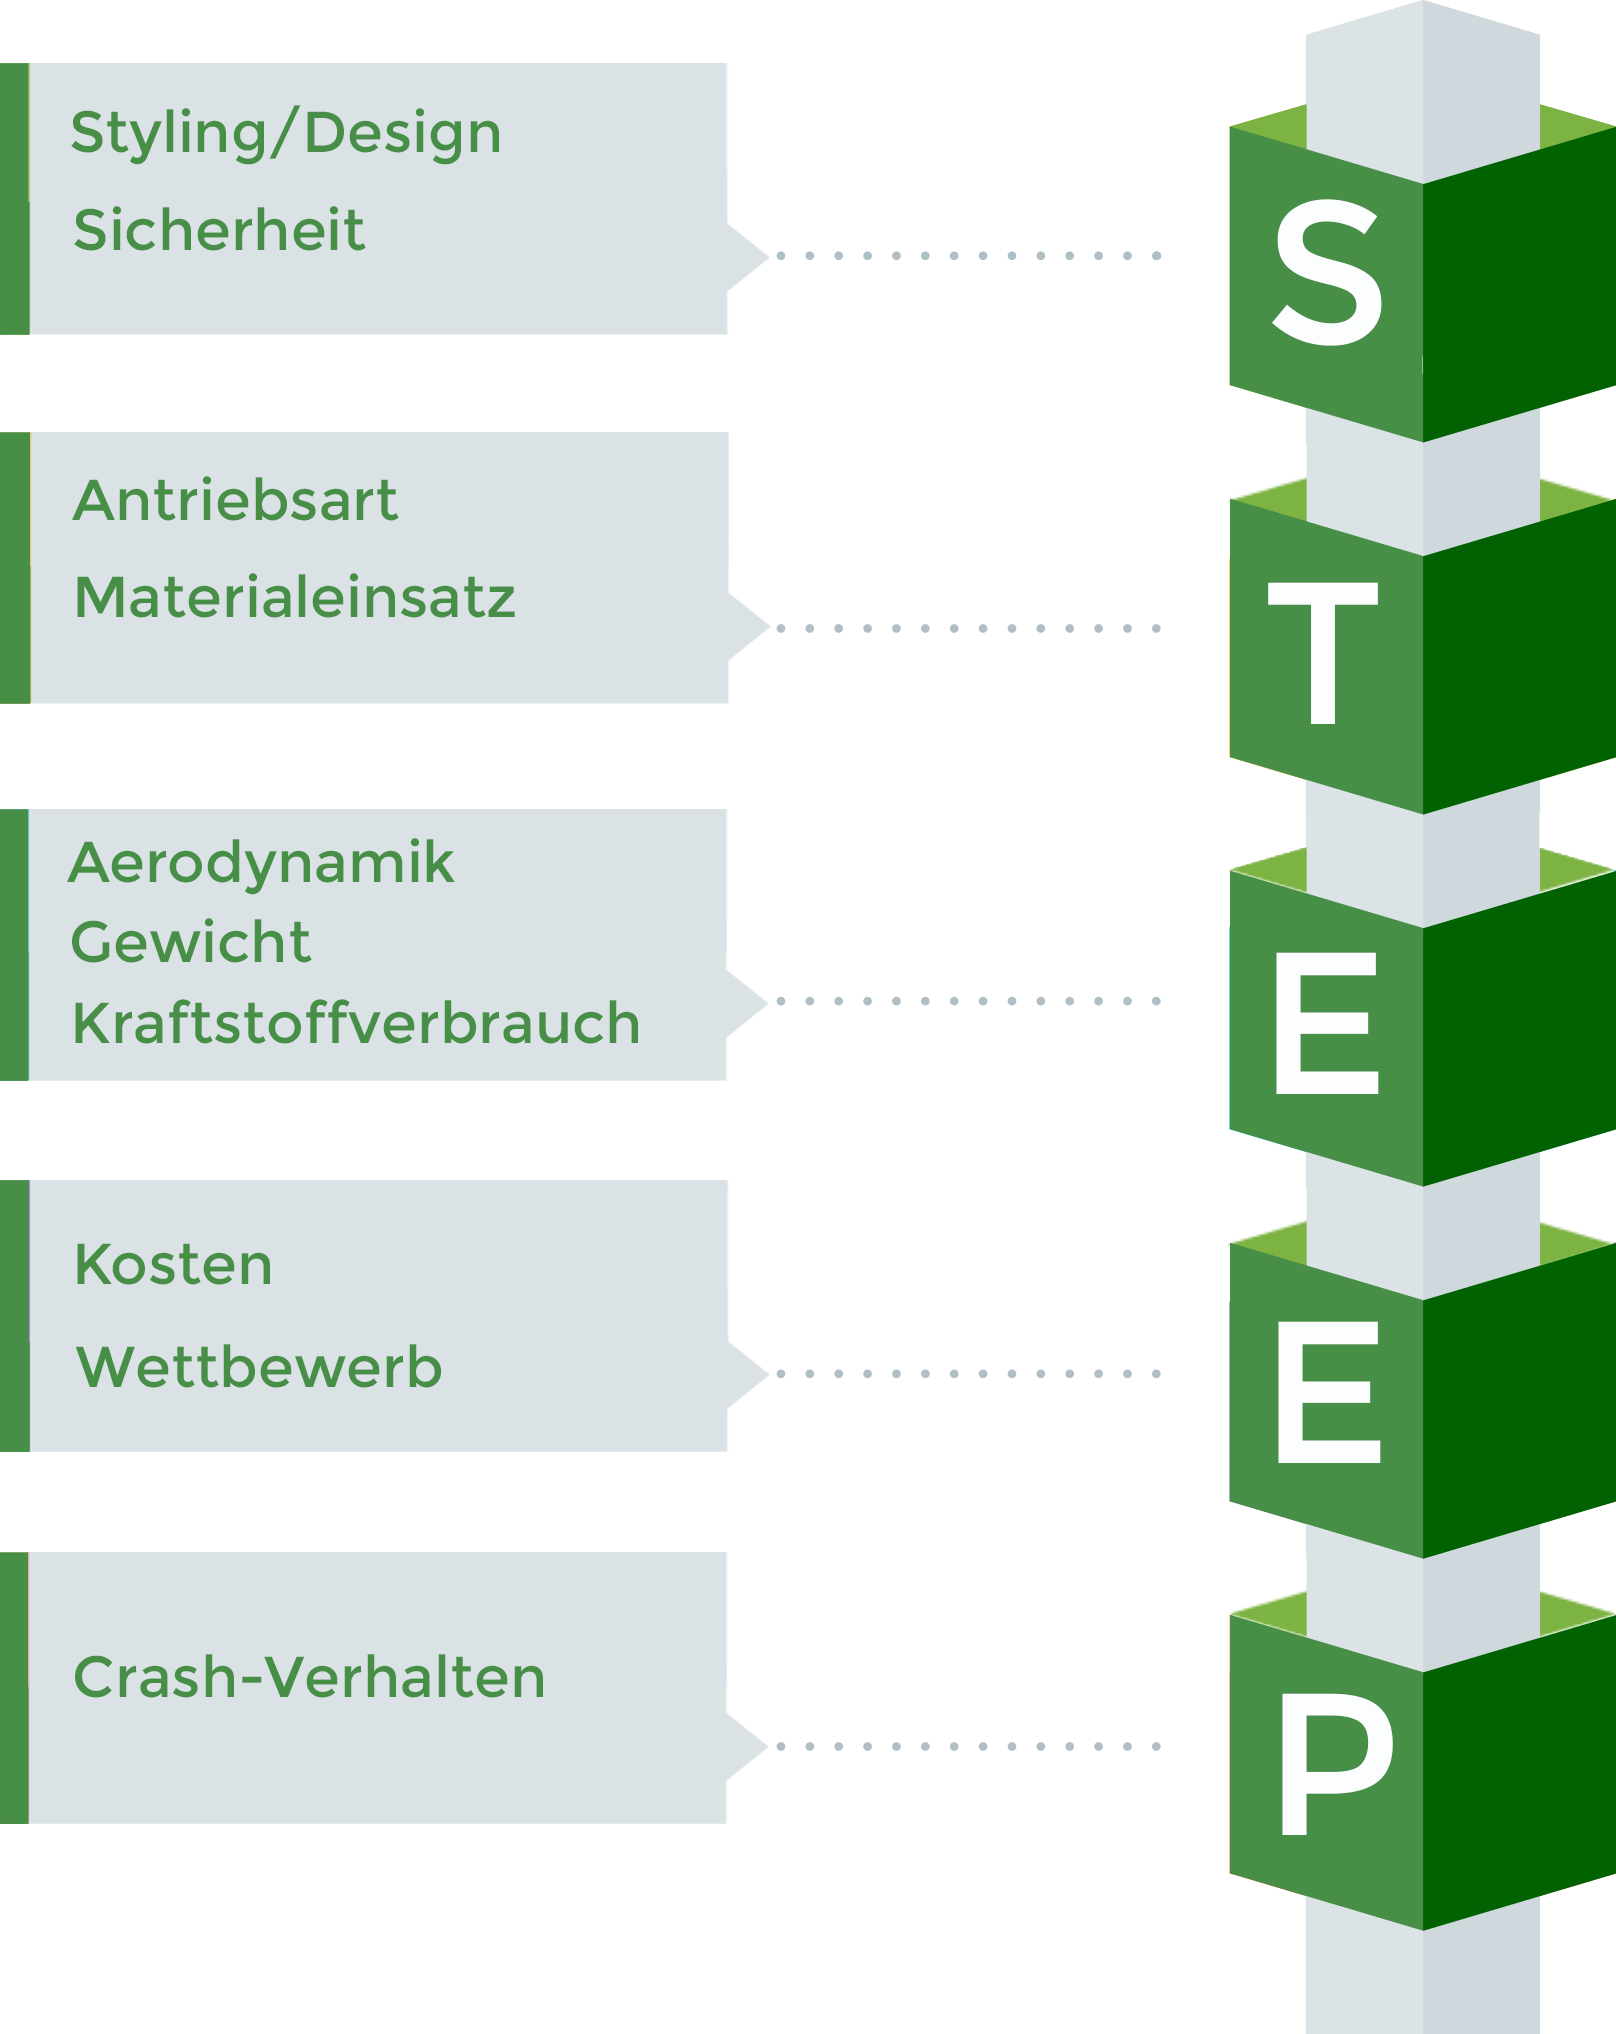 Styling/Design
Sicherheit
S
Antriebsart
Materialeinsatz
T
Aerodynamik
Gewicht
Kraftstoffverbrauch
E
Kosten
Wettbewerb
E
Crash-Verhalten
P